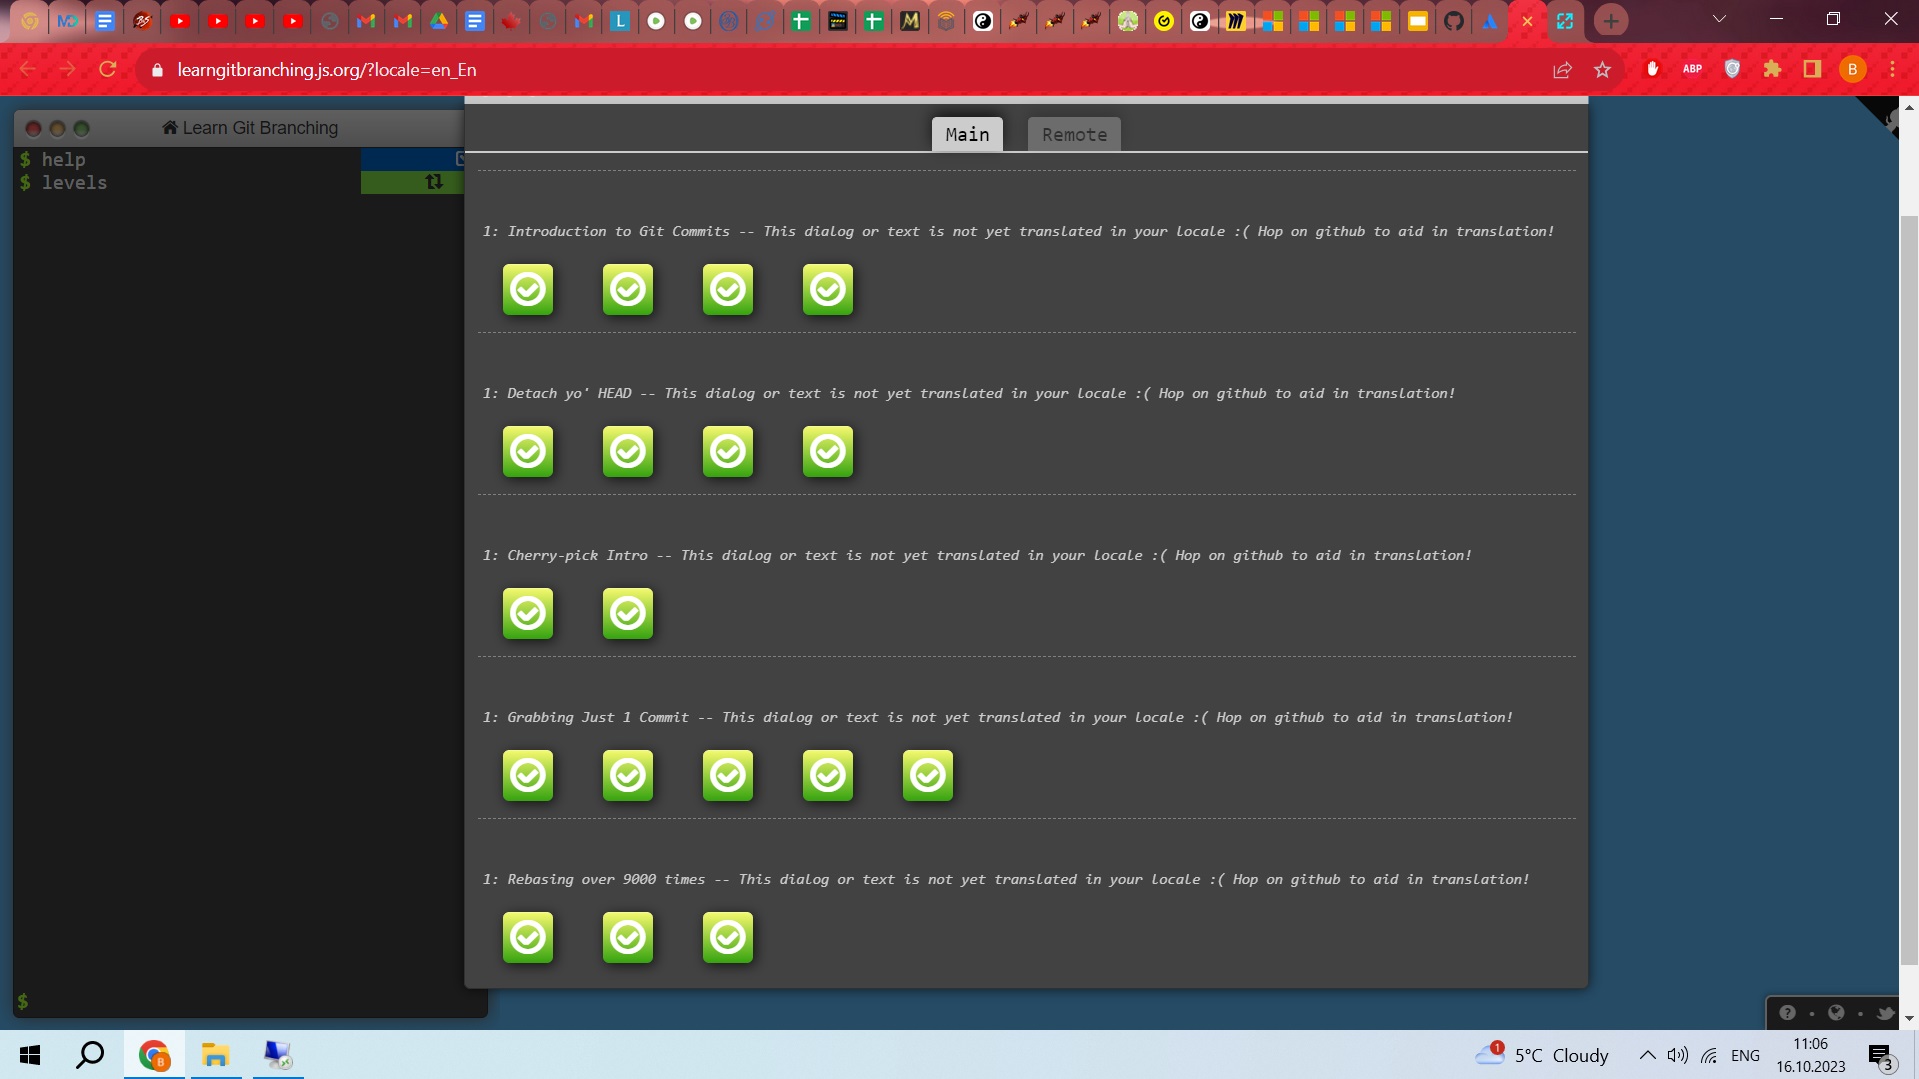 learngitbranching.js.org/?locale=en_En
ABP
B
Learn Git Branching
$ help
$ levels
$
Main
Remote
1: Introduction to Git Commits -- This dialog or text is not yet translated in your locale :( Hop on github to aid in translation!
1: Detach yo' HEAD -- This dialog or text is not yet translated in your locale :( Hop on github to aid in translation!
1: Cherry-pick Intro -- This dialog or text is not yet translated in your locale :( Hop on github to aid in translation!
1: Grabbing Just 1 Commit -- This dialog or text is not yet translated in your locale :( Hop on github to aid in translation!
1: Rebasing over 9000 times -- This dialog or text is not yet translated in your locale :( Hop on github to aid in translation!
B
1
5°C Cloudy
ENG
11:06
16.10.2023
3